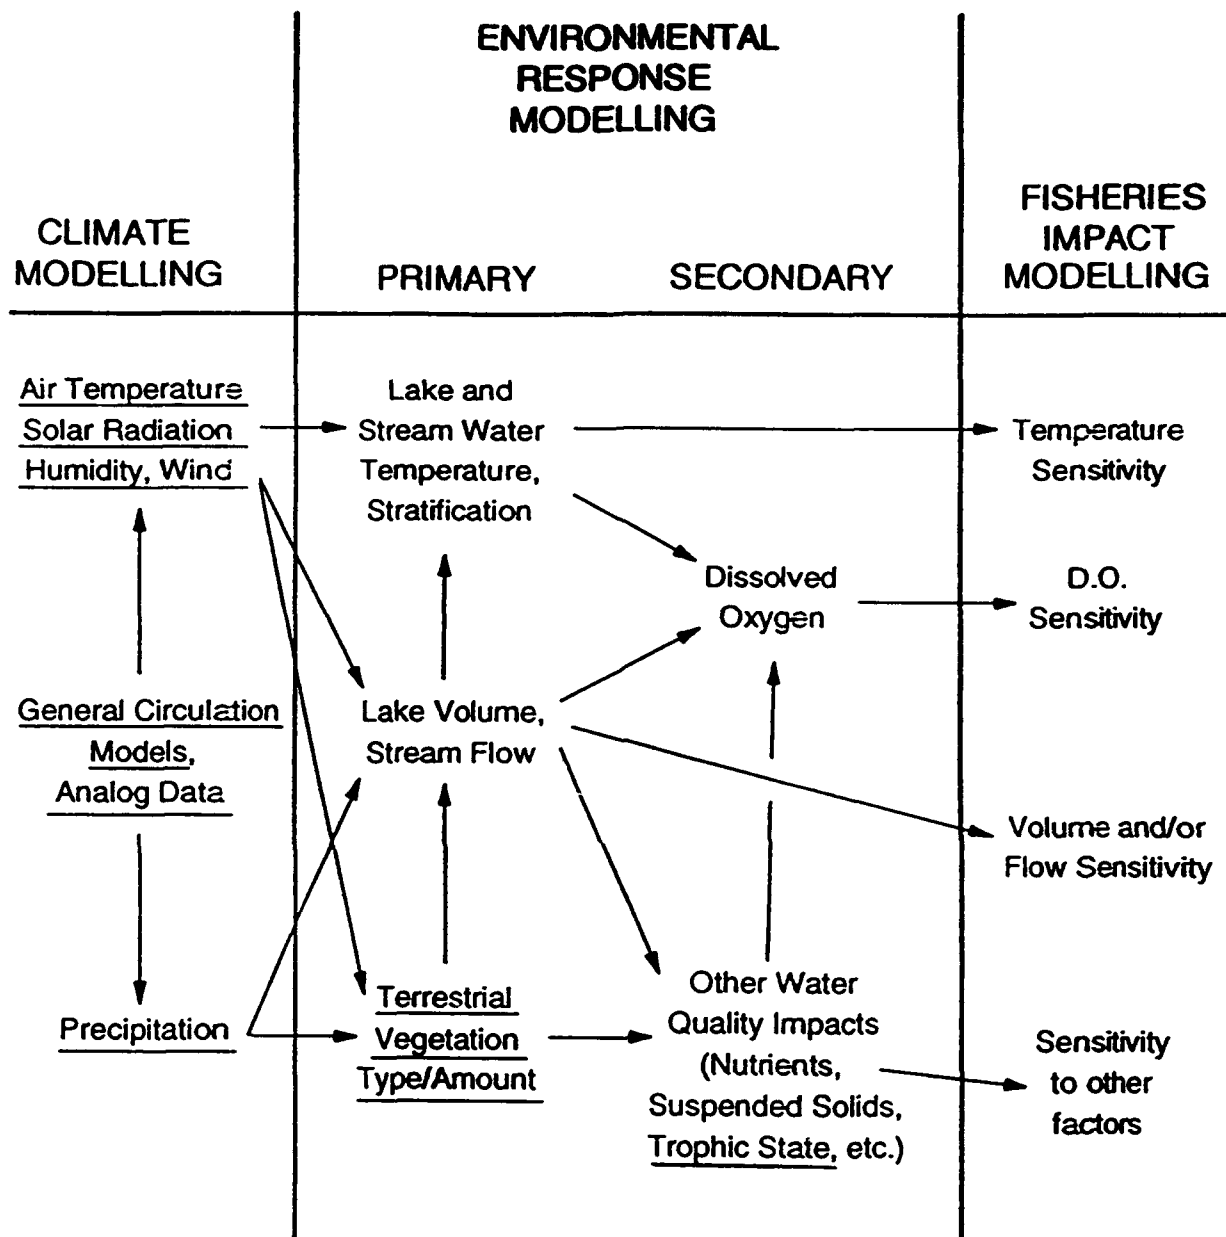 ENVIRONMENTAL
RESPONSE
MODELLING
CLIMATE
MODELLING
PRIMARY
SECONDARY
FISHERIES
IMPACT
MODELLING
Air Temperature
Solar Radiation
Humidity, Wind
Lake and
Stream Water
Temperature,
Stratification
Temperature
Sensitivity
Dissolved
Oxygen
D.O.
Sensitivity
General Circulation
Models,
Analog Data
Lake Volume,
Stream Flow
Volume and/or
Flow Sensitivity
Precipitation
Terrestrial
Vegetation
Type/Amount
Other Water
Quality Impacts
(Nutrients,
Suspended Solids,
Trophic State, etc.)
Sensitivity
to other
factors